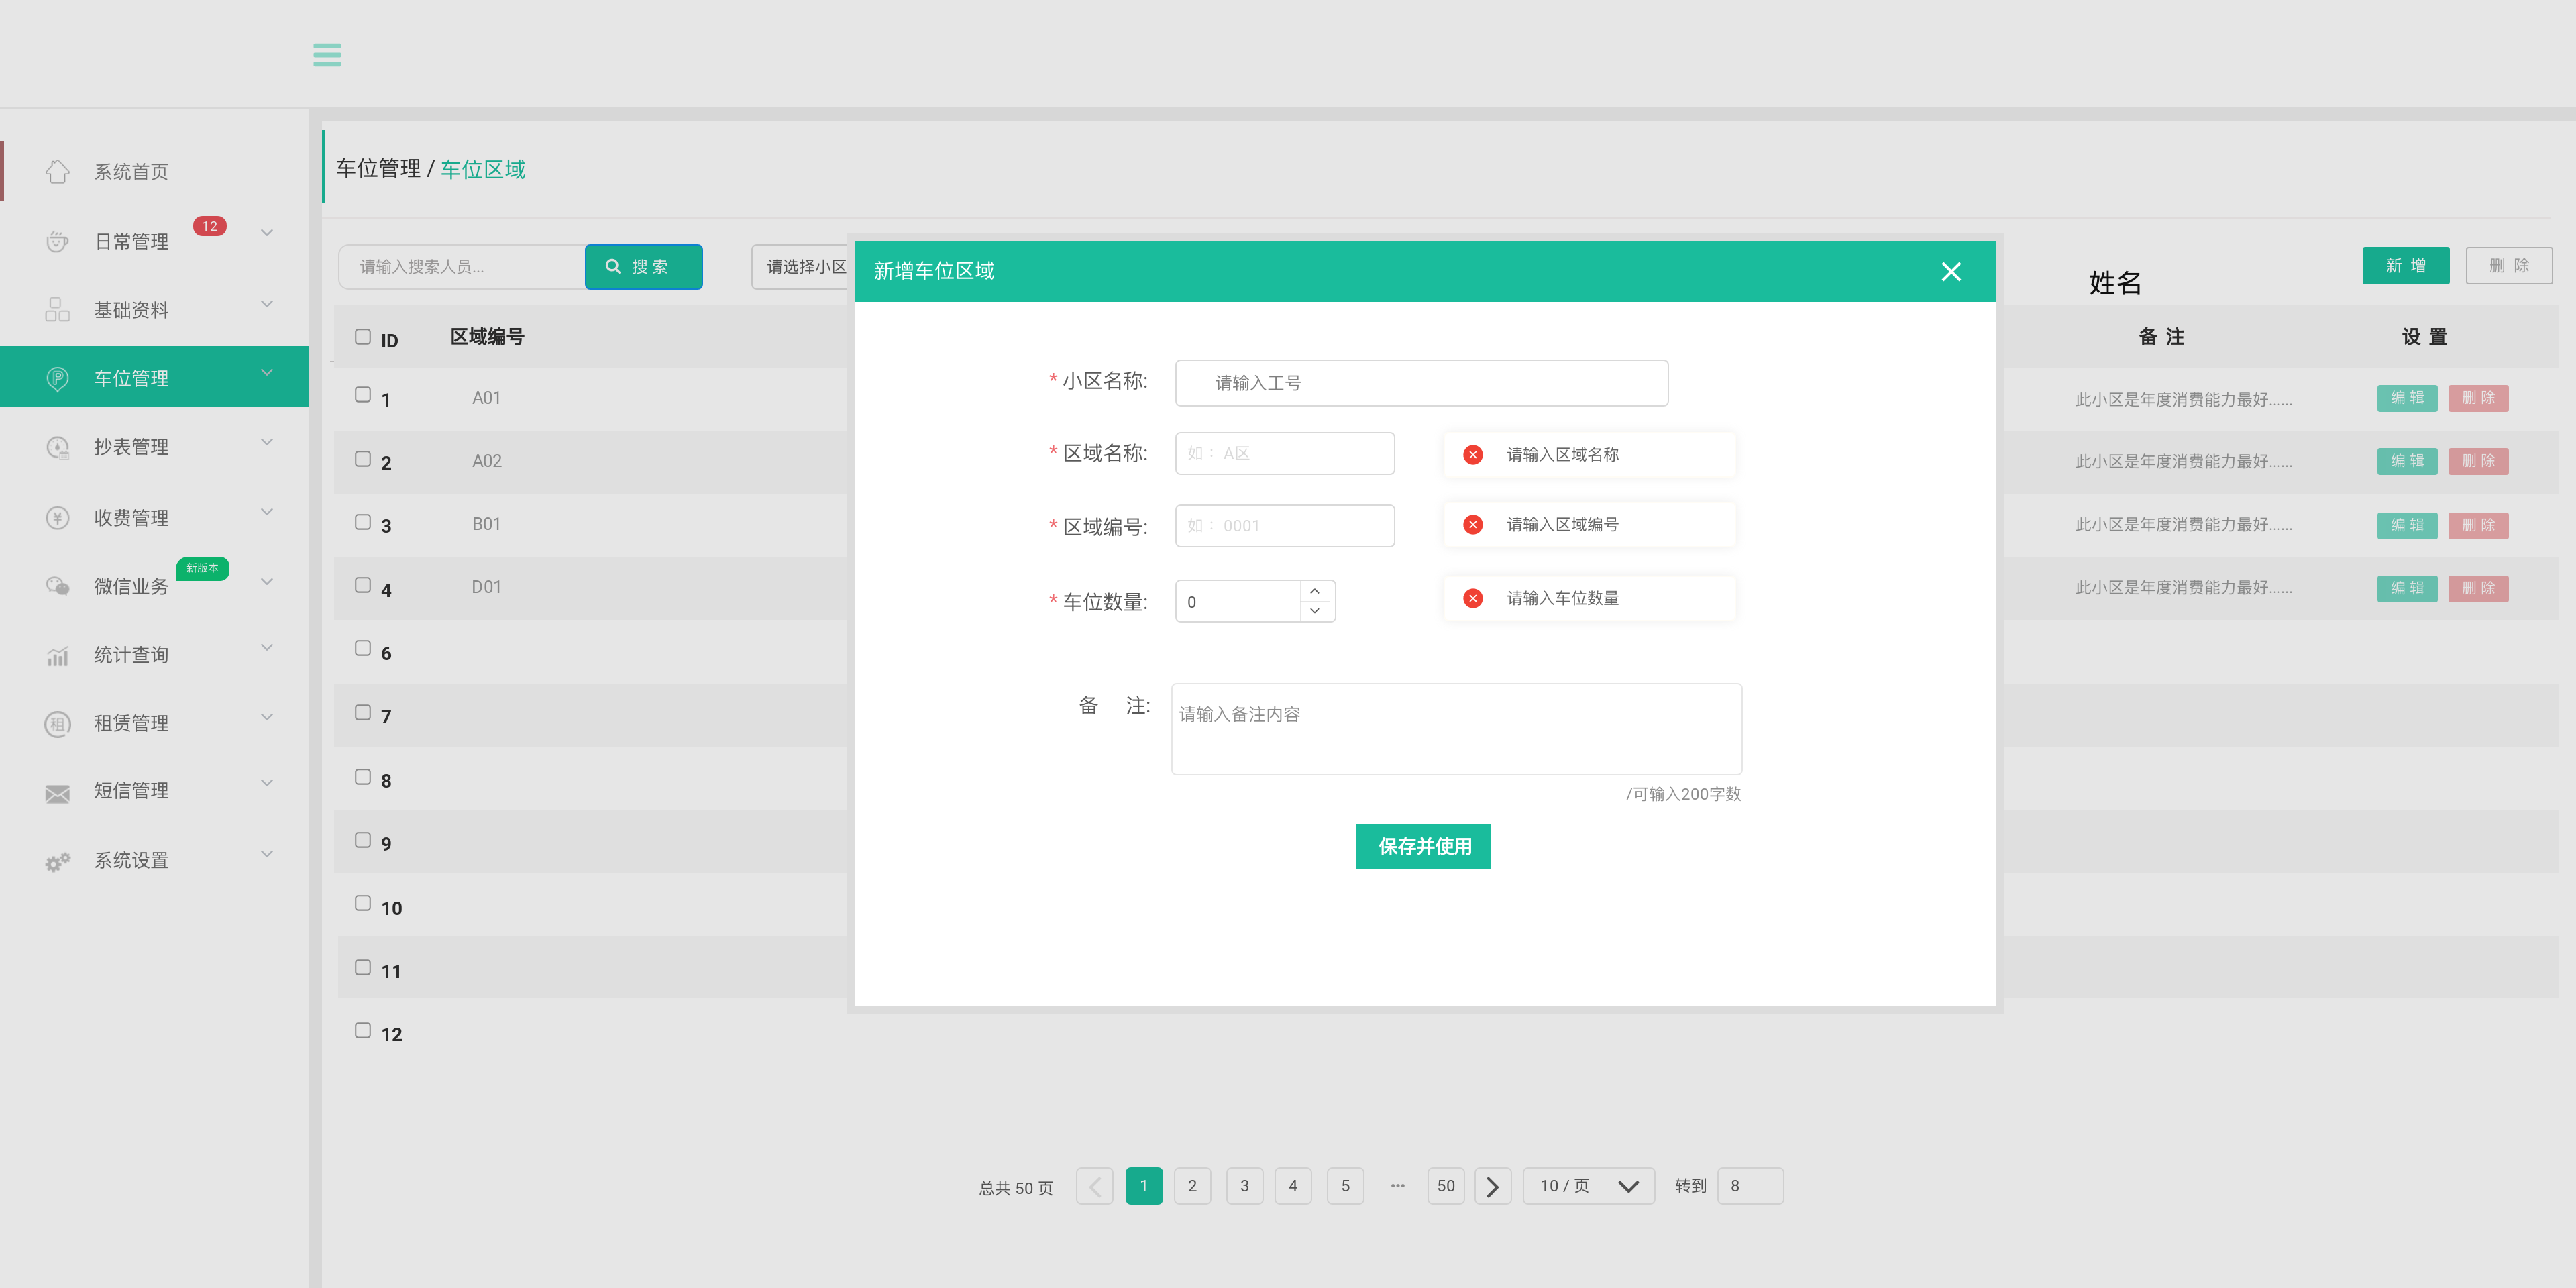 系统首页
日常管理
12
基础资料
车位管理
抄表管理
收费管理
微信业务
新版本
统计查询
租赁管理
租
短信管理
系统设置
车位管理 / 车位区域
请输入搜索人员...
搜 索
请选择小区
姓名
新 增
删 除
ID 区域编号 备 注 设 置
1 A01 此小区是年度消费能力最好...... 编 辑 删 除
2 A02 此小区是年度消费能力最好...... 编 辑 删 除
3 B01 此小区是年度消费能力最好...... 编 辑 删 除
4 D01 此小区是年度消费能力最好...... 编 辑 删 除
6
7
8
9
10
11
12
新增车位区域
* 小区名称: 请输入工号
* 区域名称: 如：A区 请输入区域名称
* 区域编号: 如：0001 请输入区域编号
* 车位数量: 0 请输入车位数量
备 注: 请输入备注内容
/可输入200字数
保存并使用
总共 50 页 1 2 3 4 5 ··· 50 10 / 页 转到 8